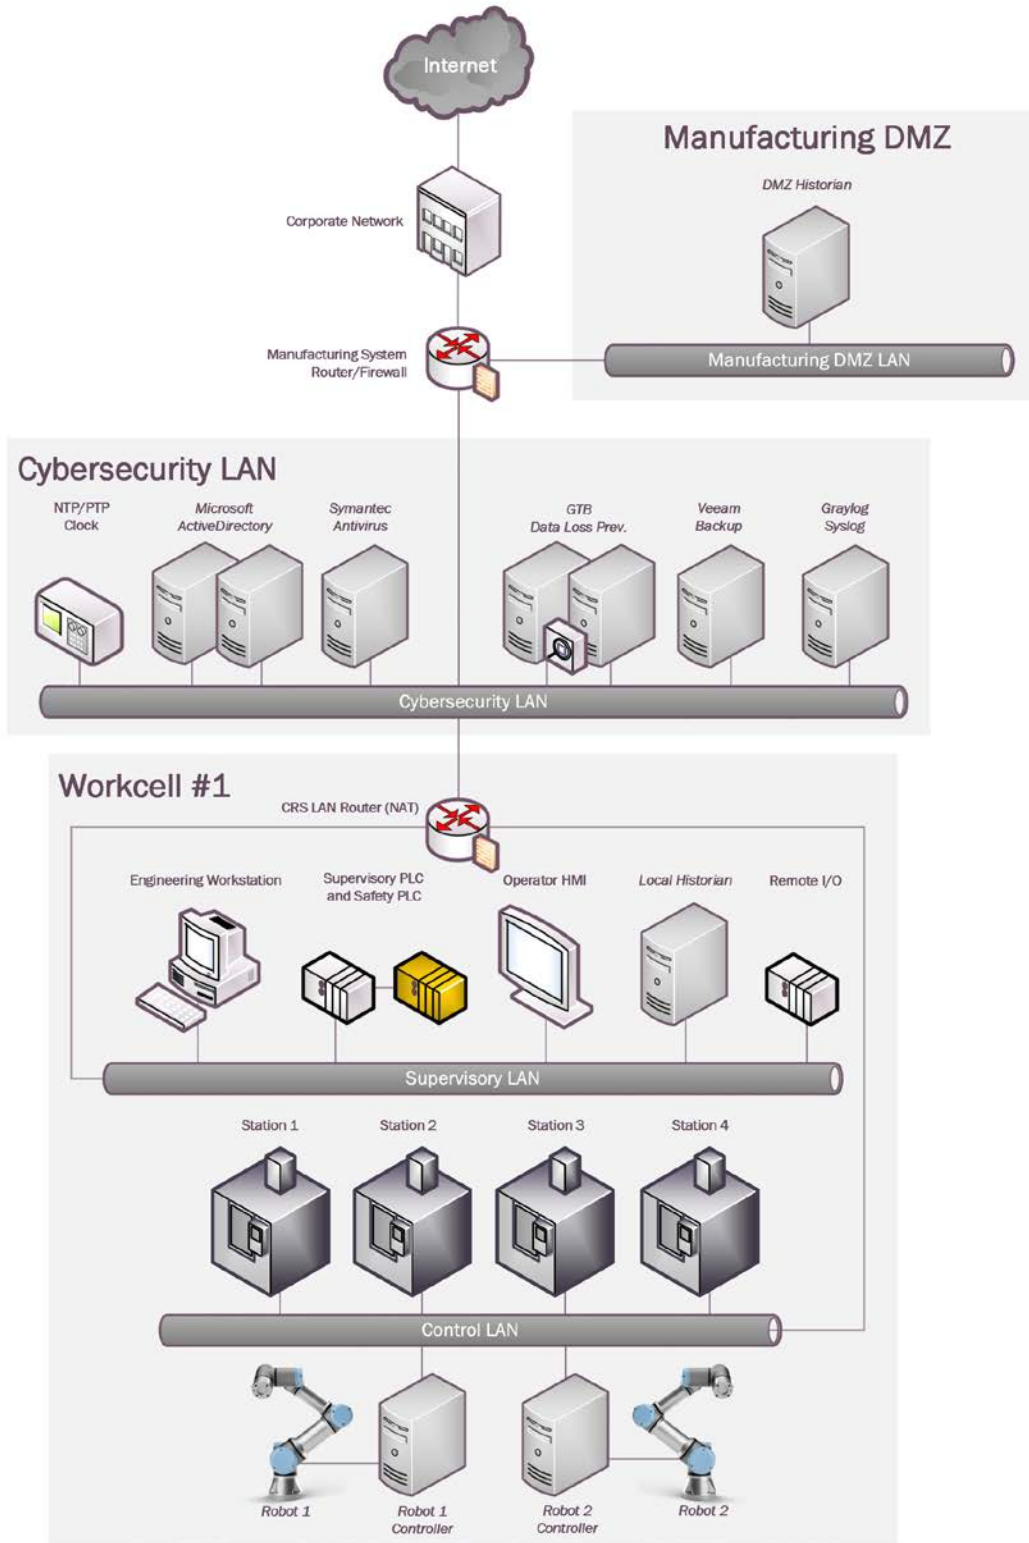 Internet
Manufacturing DMZ
DMZ Historian
Corporate Network
Manufacturing System
Router/Firewall
Manufacturing DMZ LAN
Cybersecurity LAN
NTP/PTP
Clock
Microsoft
ActiveDirectory
Symantec
Antivirus
GTB
Data Loss Prev.
Veeam
Backup
Graylog
Syslog
Cybersecurity LAN
Workcell #1
CRS LAN Router (NAT)
Engineering Workstation
Supervisory PLC
and Safety PLC
Operator HMI
Local Historian
Remote I/O
Supervisory LAN
Station 1
Station 2
Station 3
Station 4
Control LAN
Robot 1
Robot 1
Controller
Robot 2
Controller
Robot 2